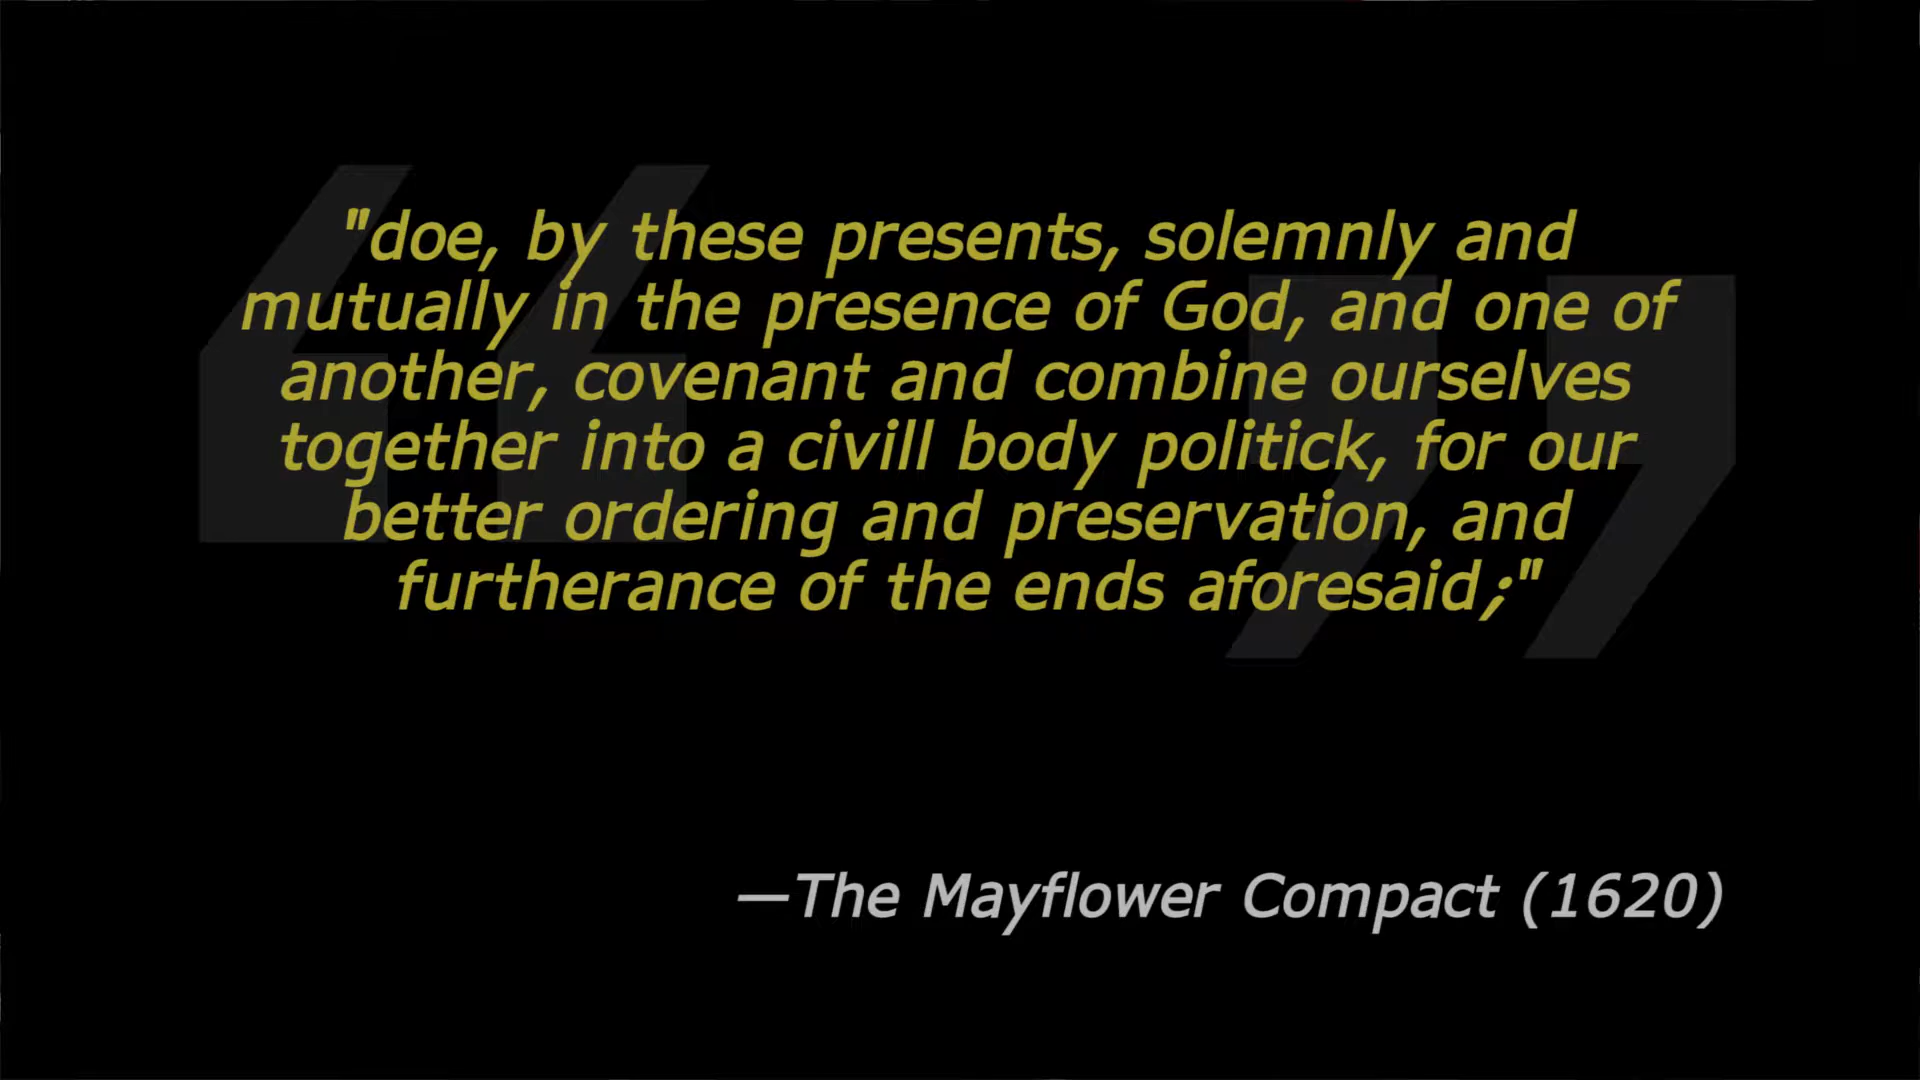 "doe, by these presents, solemnly and
mutually in the presence of God, and one of
another, covenant and combine ourselves
together into a civill body politick, for our
better ordering and preservation, and
furtherance of the ends aforesaid;"
—The Mayflower Compact (1620)